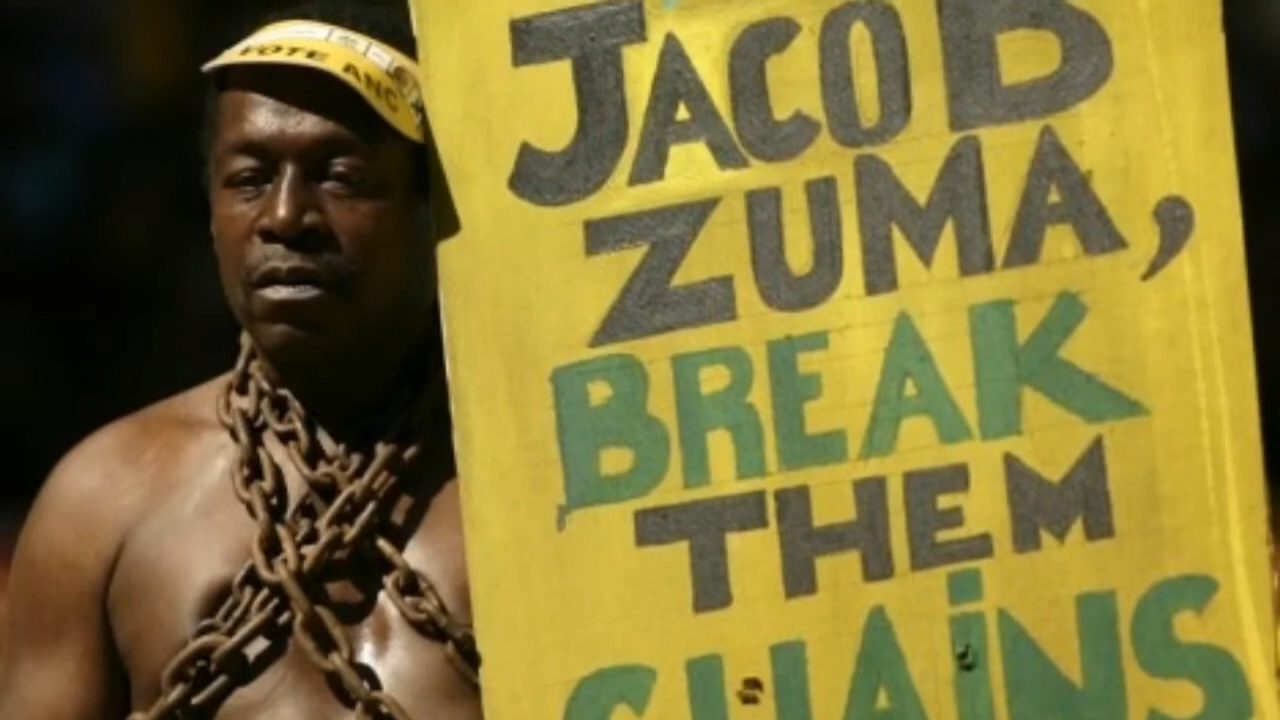 VOTE ANC
JACOB
ZUMA,
BREAK
THEM
CHAiNS